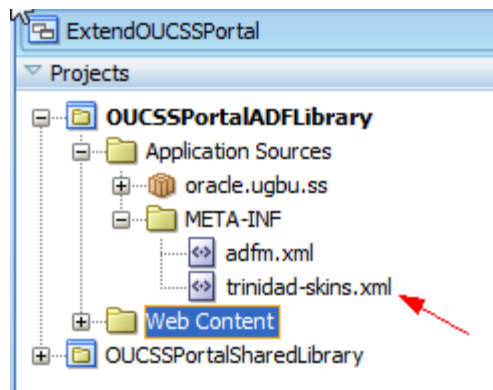 ExtendOUCSSPortal
Projects
OUCSSPortalADFLibrary
Application Sources
oracle.ugbu.ss
META-INF
adfm.xml
trinidad-skins.xml
Web Content
OUCSSPortalSharedLibrary